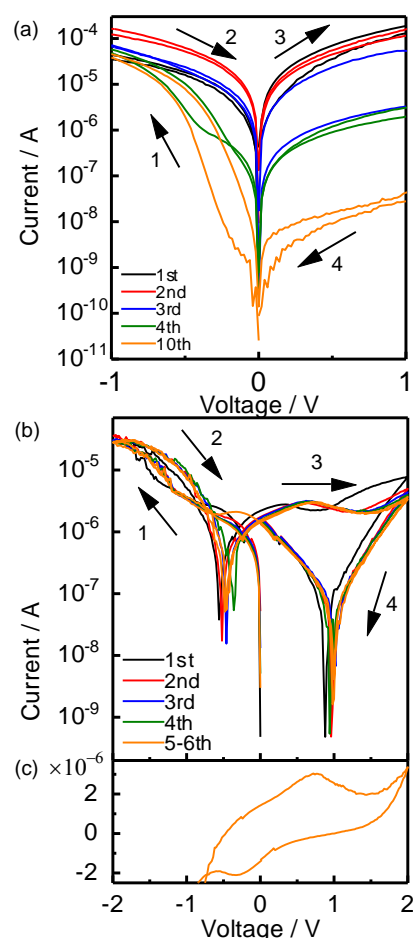 (a)
10⁻⁴
10⁻⁵
10⁻⁶
10⁻⁷
10⁻⁸
10⁻⁹
10⁻¹⁰
10⁻¹¹
Current / A
2
3
1
4
1st
2nd
3rd
4th
10th
-1
0
1
Voltage / V
(b)
10⁻⁵
10⁻⁶
10⁻⁷
10⁻⁸
10⁻⁹
Current / A
2
3
1
4
1st
2nd
3rd
4th
5-6th
(c) ×10⁻⁶
2
0
-2
-2
-1
0
1
2
Voltage / V